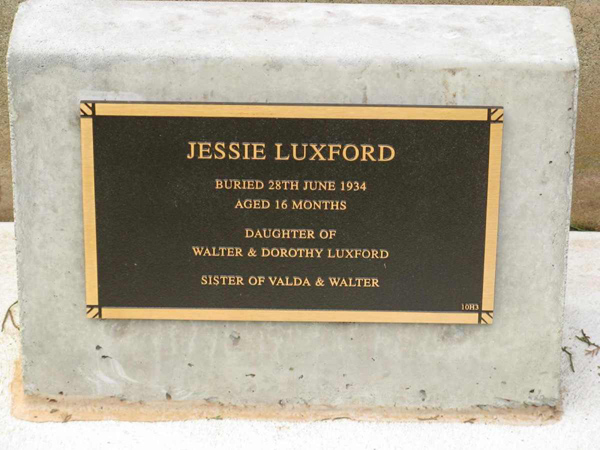 JESSIE LUXFORD
BURIED 28TH JUNE 1934
AGED 16 MONTHS
DAUGHTER OF
WALTER & DOROTHY LUXFORD
SISTER OF VALDA & WALTER
10H3